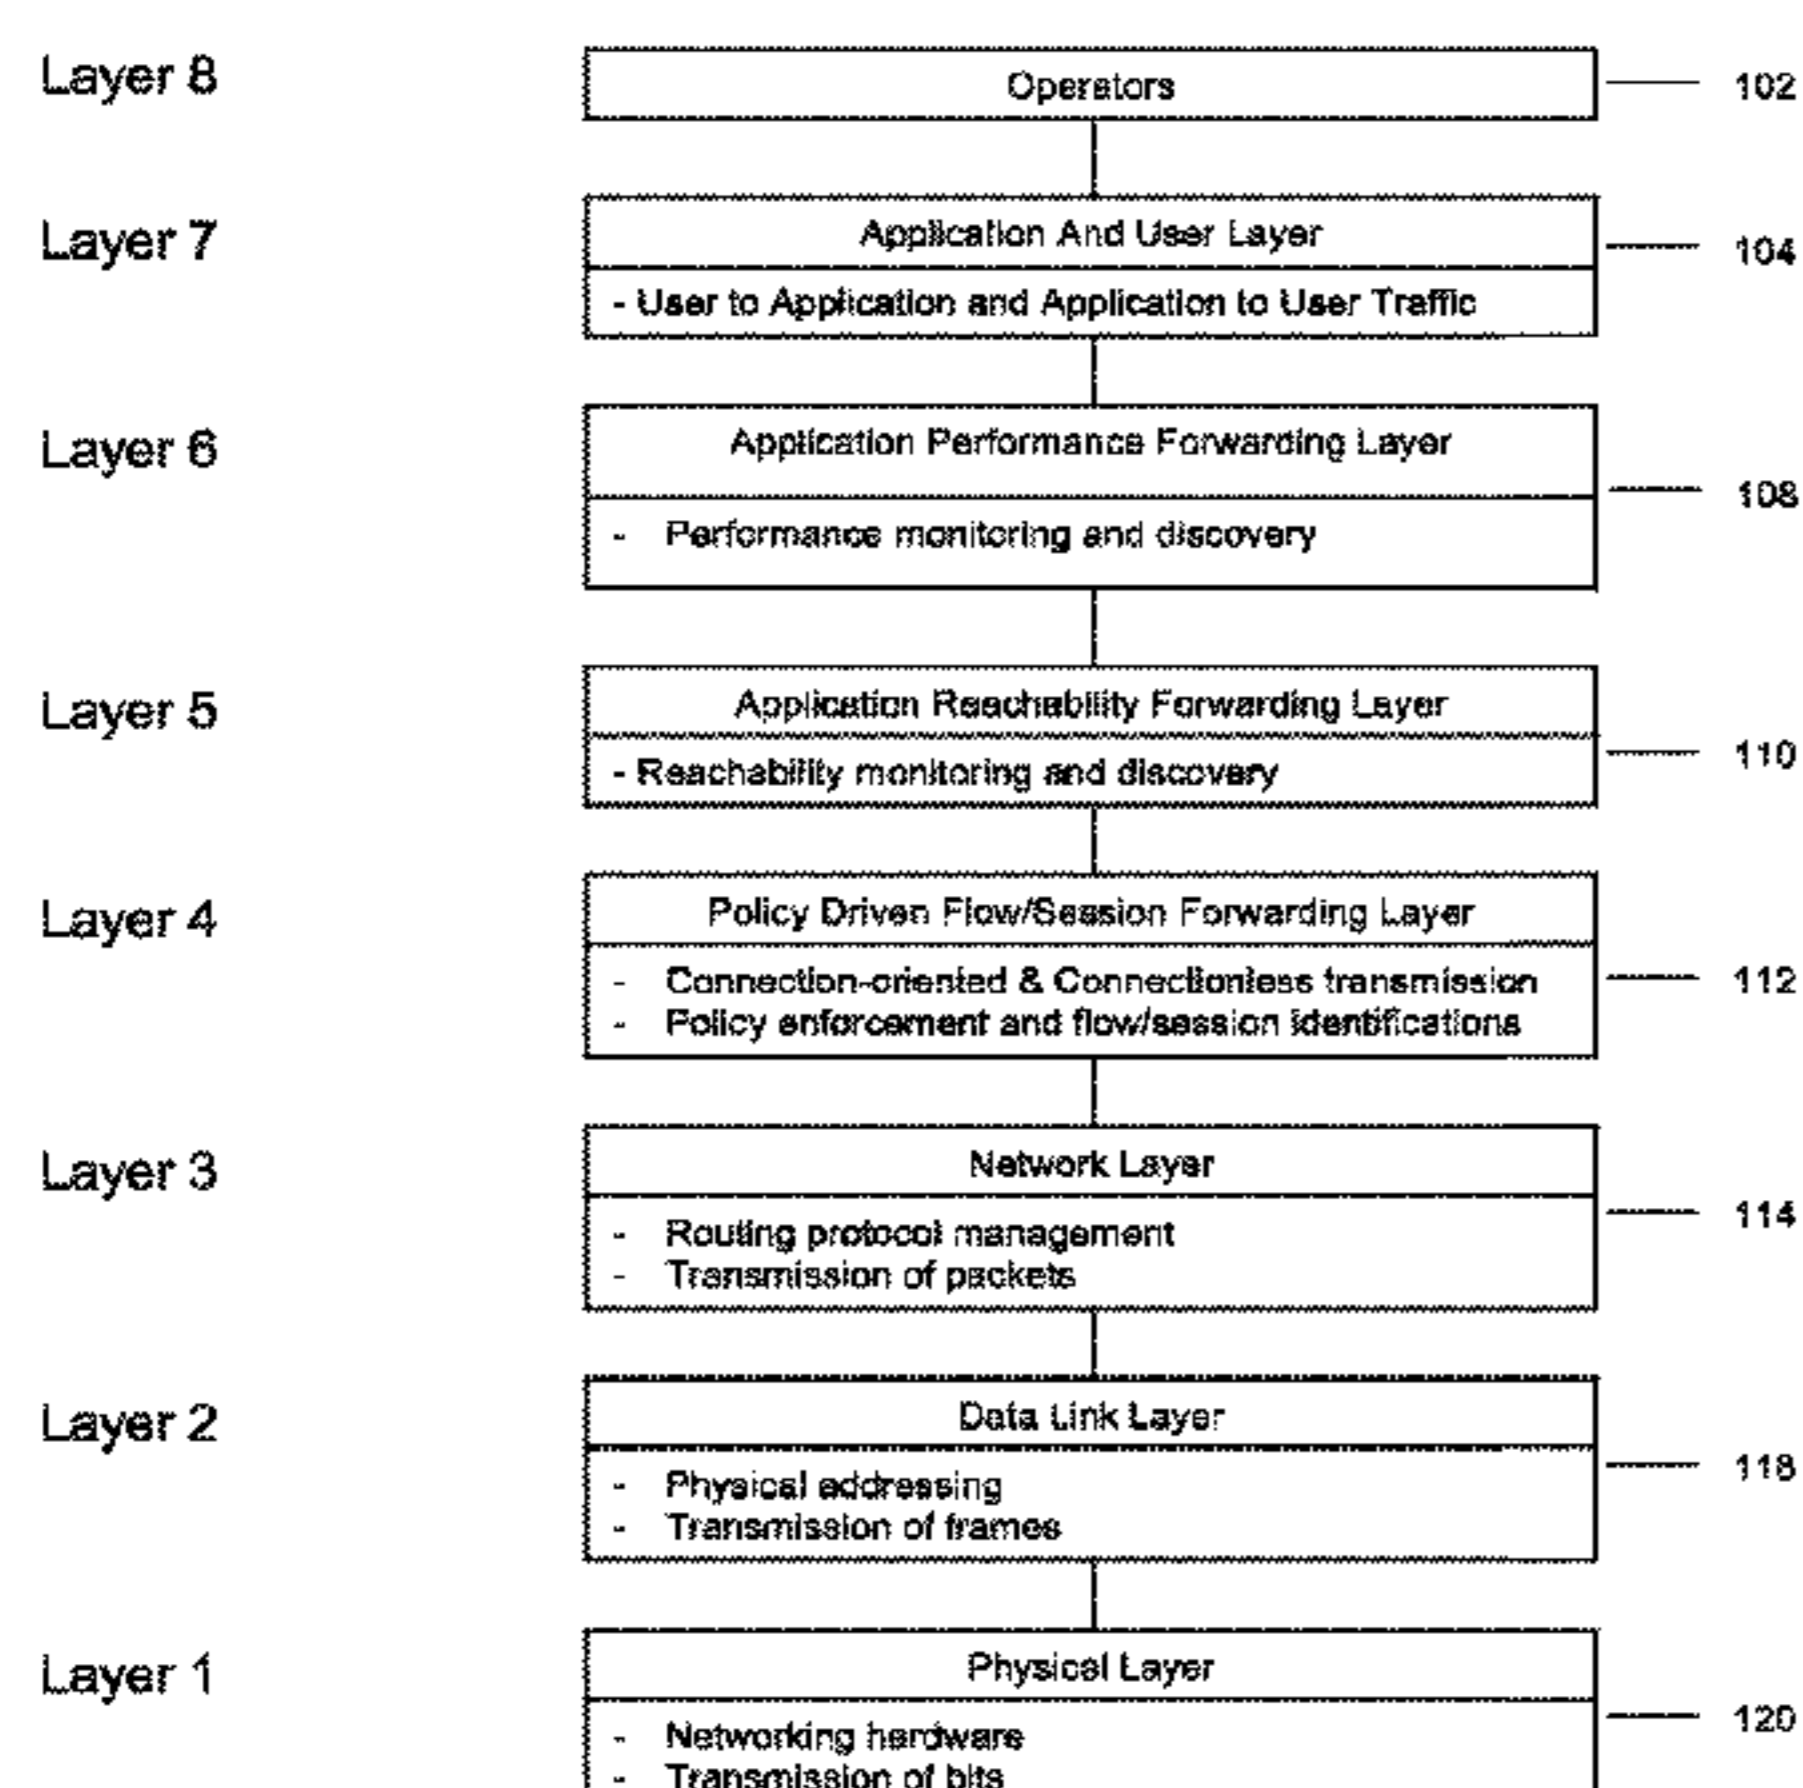 Layer 8
Operators
102
Layer 7
Application And User Layer
104
- User to Application and Application to User Traffic
Layer 6
Application Performance Forwarding Layer
108
- Performance monitoring and discovery
Layer 5
Application Reachability Forwarding Layer
110
- Reachability monitoring and discovery
Layer 4
Policy Driven Flow/Session Forwarding Layer
112
- Connection-oriented & Connectionless transmission
- Policy enforcement and flow/session identifications
Layer 3
Network Layer
114
- Routing protocol management
- Transmission of packets
Layer 2
Data Link Layer
118
- Physical addressing
- Transmission of frames
Layer 1
Physical Layer
120
- Networking hardware
- Transmission of bits